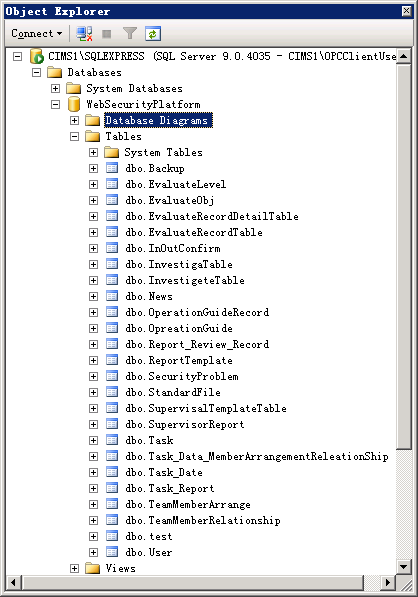 Object Explorer
Connect
CIMS1\SQLEXPRESS (SQL Server 9.0.4035 - CIMS1\OPCClientUse
Databases
System Databases
WebSecurityPlatform
Database Diagrams
Tables
System Tables
dbo.Backup
dbo.EvaluateLevel
dbo.EvaluateObj
dbo.EvaluateRecordDetailTable
dbo.EvaluateRecordTable
dbo.InOutConfirm
dbo.InvestigaTable
dbo.InvestigeteTable
dbo.News
dbo.OperationGuideRecord
dbo.OpreationGuide
dbo.Report_Review_Record
dbo.ReportTemplate
dbo.SecurityProblem
dbo.StandardFile
dbo.SupervisalTemplateTable
dbo.SupervisorReport
dbo.Task
dbo.Task_Data_MemberArrangementReleationShip
dbo.Task_Date
dbo.Task_Report
dbo.TeamMemberArrange
dbo.TeamMemberRelationship
dbo.test
dbo.User
Views